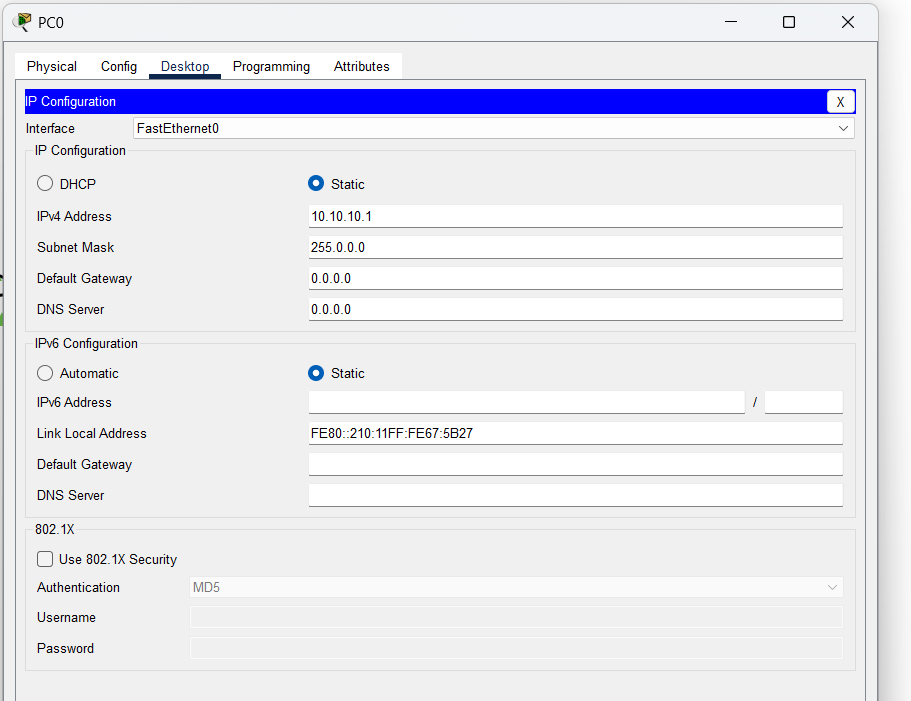 PC0
Physical Config Desktop Programming Attributes
IP Configuration X
Interface FastEthernet0
IP Configuration
DHCP Static
IPv4 Address 10.10.10.1
Subnet Mask 255.0.0.0
Default Gateway 0.0.0.0
DNS Server 0.0.0.0
IPv6 Configuration
Automatic Static
IPv6 Address /
Link Local Address FE80::210:11FF:FE67:5B27
Default Gateway
DNS Server
802.1X
Use 802.1X Security
Authentication MD5
Username
Password